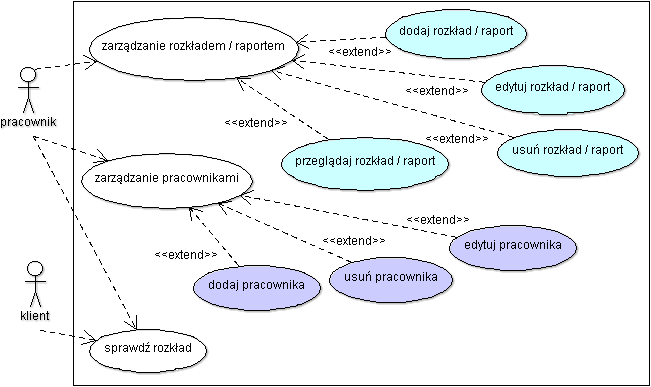 dodaj rozkład / raport
zarządzanie rozkładem / raportem
<<extend>>
edytuj rozkład / raport
pracownik
<<extend>>
<<extend>>
<<extend>>
usuń rozkład / raport
przeglądaj rozkład / raport
zarządzanie pracownikami
<<extend>>
edytuj pracownika
<<extend>>
<<extend>>
usuń pracownika
dodaj pracownika
klient
sprawdź rozkład